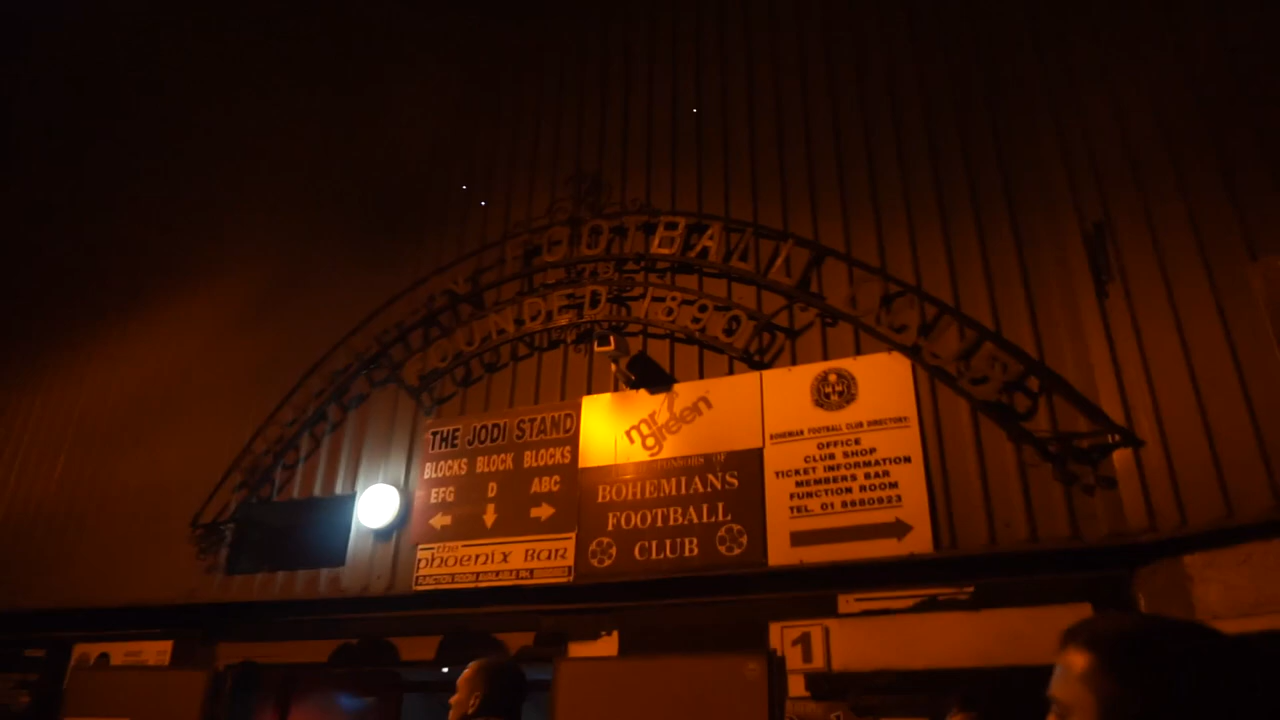 FOOTBALL CLUB
FOUNDED 1890
THE JODI STAND
BLOCKS BLOCK BLOCKS
EFG D ABC
the
phoenix BAR
mr green
SPONSORS OF
BOHEMIANS
FOOTBALL
CLUB
BOHEMIAN FOOTBALL CLUB DIRECTORY:
OFFICE
CLUB SHOP
TICKET INFORMATION
MEMBERS BAR
FUNCTION ROOM
TEL. 01 8680923
1